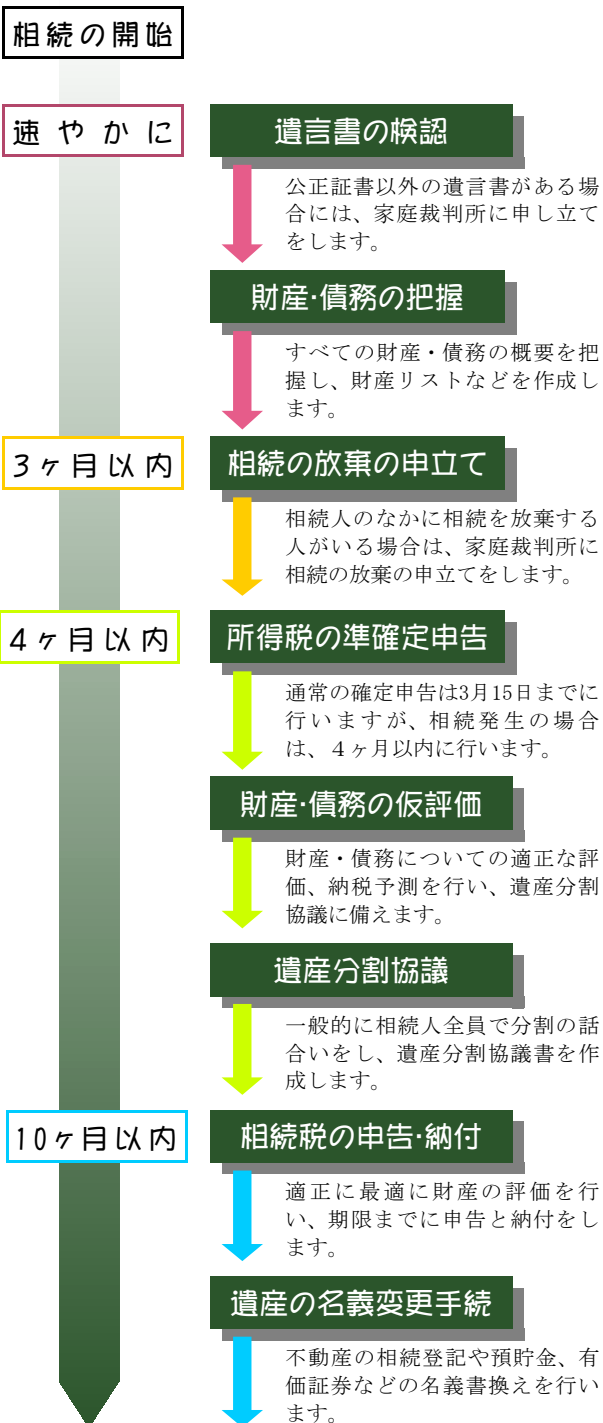 相続の開始
速やかに
遺言書の検認
公正証書以外の遺言書がある場
合には、家庭裁判所に申し立て
をします。
財産・債務の把握
すべての財産・債務の概要を把
握し、財産リストなどを作成し
ます。
3ヶ月以内
相続の放棄の申立て
相続人のなかに相続を放棄する
人がいる場合は、家庭裁判所に
相続の放棄の申立てをします。
4ヶ月以内
所得税の準確定申告
通常の確定申告は3月15日までに
行いますが、相続発生の場合
は、４ヶ月以内に行います。
財産・債務の仮評価
財産・債務についての適正な評
価、納税予測を行い、遺産分割
協議に備えます。
遺産分割協議
一般的に相続人全員で分割の話
合いをし、遺産分割協議書を作
成します。
10ヶ月以内
相続税の申告・納付
適正に最適に財産の評価を行
い、期限までに申告と納付をし
ます。
遺産の名義変更手続
不動産の相続登記や預貯金、有
価証券などの名義書換えを行い
ます。